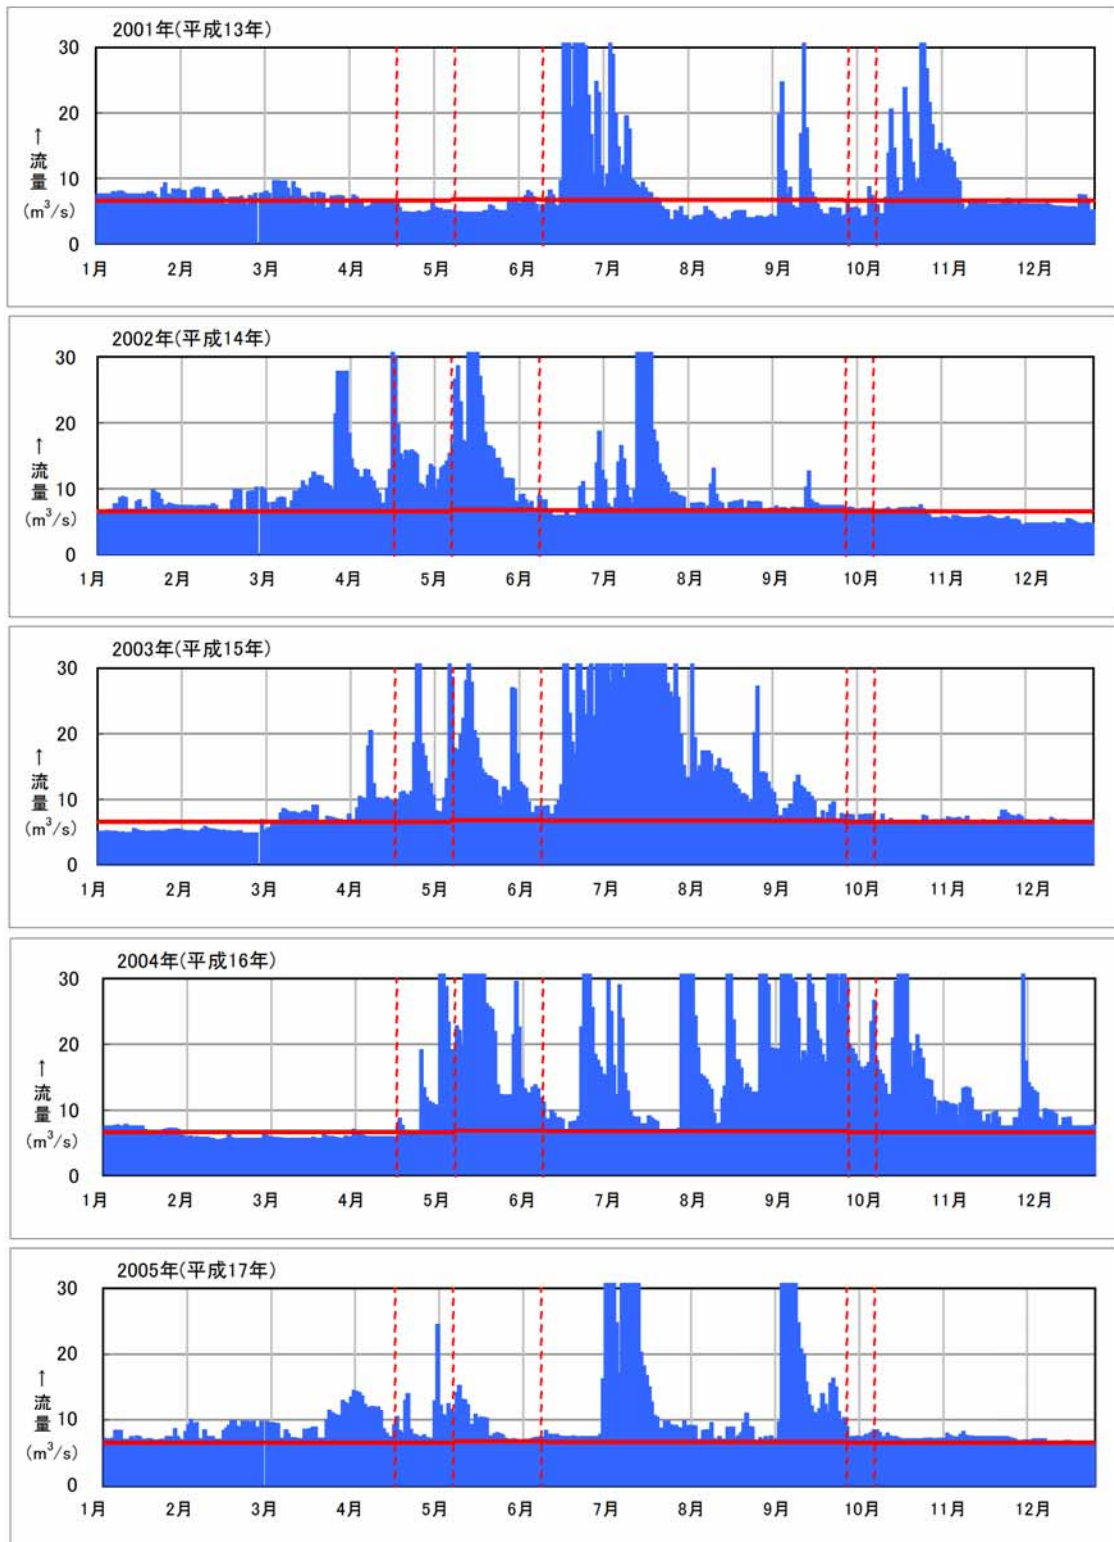 2001年(平成13年)
30
20
10
0
↑
流
量
(m³/s)
1月 2月 3月 4月 5月 6月 7月 8月 9月 10月 11月 12月
2002年(平成14年)
30
20
10
0
↑
流
量
(m³/s)
1月 2月 3月 4月 5月 6月 7月 8月 9月 10月 11月 12月
2003年(平成15年)
30
20
10
0
↑
流
量
(m³/s)
1月 2月 3月 4月 5月 6月 7月 8月 9月 10月 11月 12月
2004年(平成16年)
30
20
10
0
↑
流
量
(m³/s)
1月 2月 3月 4月 5月 6月 7月 8月 9月 10月 11月 12月
2005年(平成17年)
30
20
10
0
↑
流
量
(m³/s)
1月 2月 3月 4月 5月 6月 7月 8月 9月 10月 11月 12月